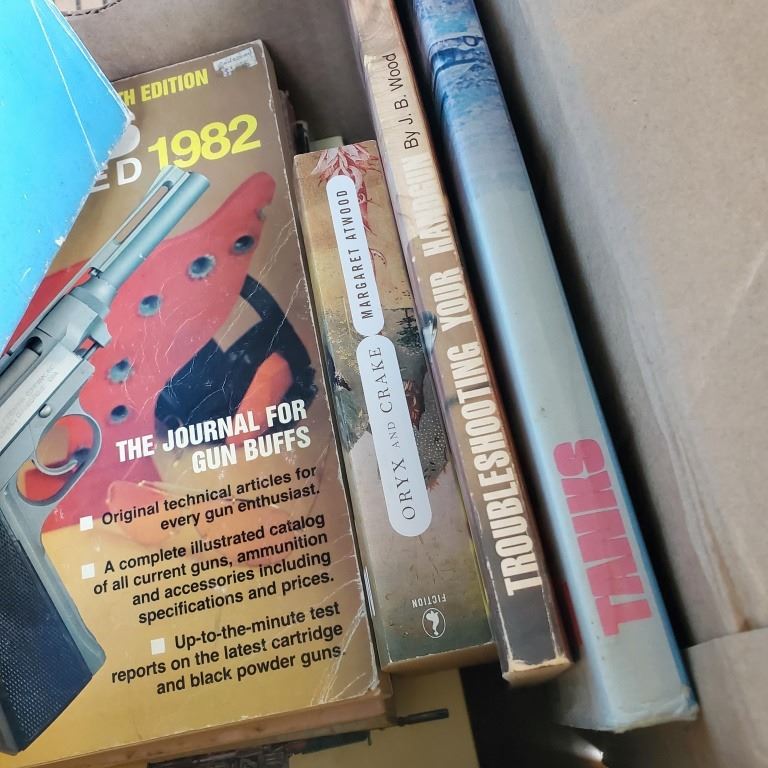 TH EDITION
ED 1982
THE JOURNAL FOR
GUN BUFFS
Original technical articles for
every gun enthusiast.
A complete illustrated catalog
of all current guns, ammunition
and accessories including
specifications and prices.
Up-to-the-minute test
reports on the latest cartridge
and black powder guns.
MARGARET ATWOOD
ORYX AND CRAKE
FICTION
TROUBLESHOOTING YOUR HANDGUN By J. B. Wood
TANKS